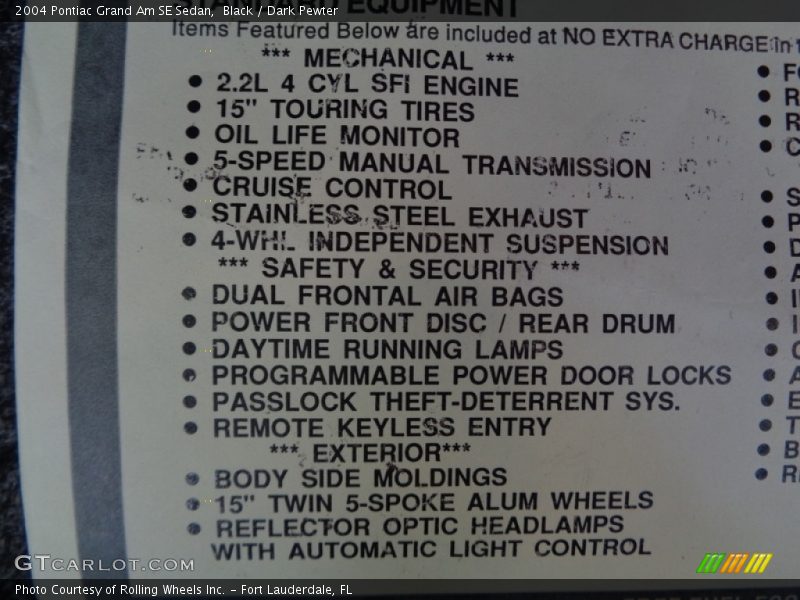 2004 Pontiac Grand Am SE Sedan, Black / Dark Pewter
EQUIPMENT
Items Featured Below are included at NO EXTRA CHARGE in
*** MECHANICAL ***
• 2.2L 4 CYL SFI ENGINE
• 15" TOURING TIRES
• OIL LIFE MONITOR
• 5-SPEED MANUAL TRANSMISSION
• CRUISE CONTROL
• STAINLESS STEEL EXHAUST
• 4-WHL INDEPENDENT SUSPENSION
*** SAFETY & SECURITY ***
• DUAL FRONTAL AIR BAGS
• POWER FRONT DISC / REAR DRUM
• DAYTIME RUNNING LAMPS
• PROGRAMMABLE POWER DOOR LOCKS
• PASSLOCK THEFT-DETERRENT SYS.
• REMOTE KEYLESS ENTRY
*** EXTERIOR***
• BODY SIDE MOLDINGS
• 15" TWIN 5-SPOKE ALUM WHEELS
• REFLECTOR OPTIC HEADLAMPS
WITH AUTOMATIC LIGHT CONTROL
GTCARLOT.COM
Photo Courtesy of Rolling Wheels Inc. - Fort Lauderdale, FL